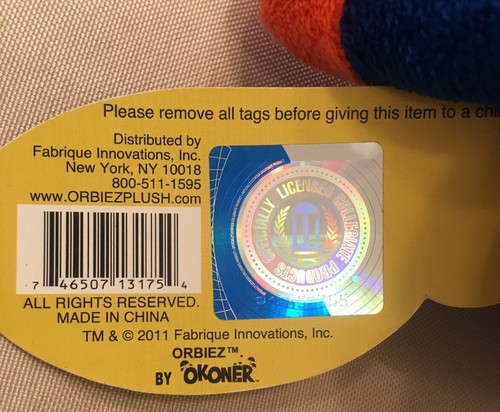 Please remove all tags before giving this item to a chi
Distributed by
Fabrique Innovations, Inc.
New York, NY 10018
800-511-1595
www.ORBIEZPLUSH.com
OFFICIALLY LICENSED COLLEGIATE PRODUCTS
7 46507 13175 4
ALL RIGHTS RESERVED.
MADE IN CHINA
TM & © 2011 Fabrique Innovations, Inc.
ORBIEZ™
BY OKONER™